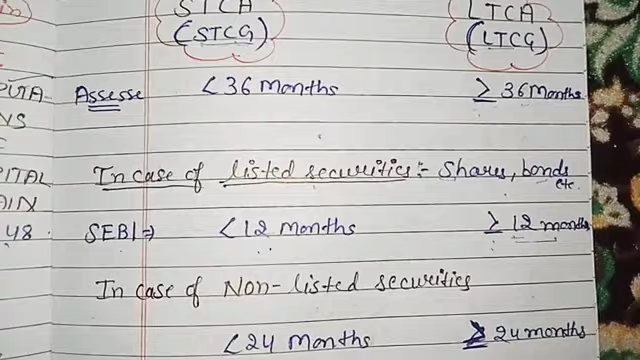 STCA LTCA
(STCG) (LTCG)
Assesse < 36 Months ≥ 36 Months
In case of listed securities:- Shares, bonds
etc.
48 SEBI ⇒ < 12 Months ≥ 12 months
In case of Non-listed securities
< 24 Months ≥ 24 months